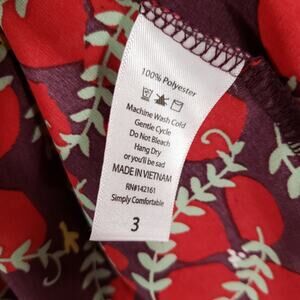 100% Polyester
Machine Wash Cold
Gentle Cycle
Do Not Bleach
Hang Dry
or you'll be sad
MADE IN VIETNAM
RN#142161
Simply Comfortable
3